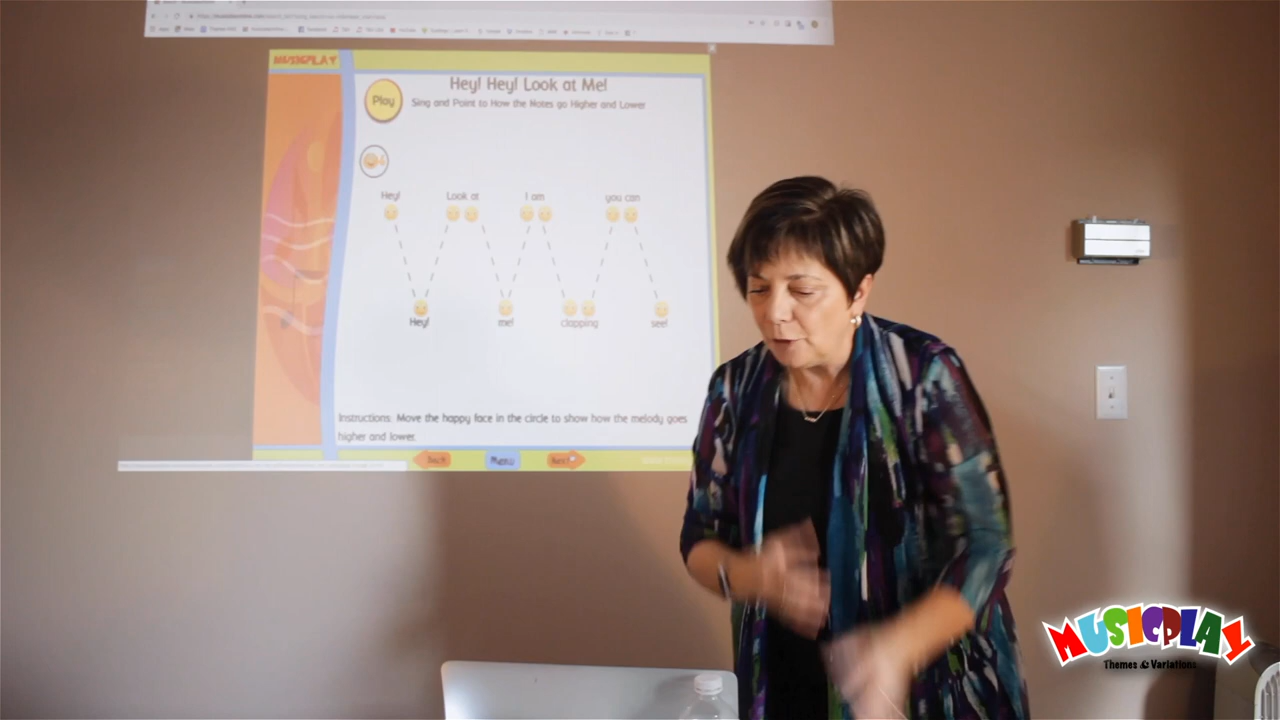 MUSICPLAY
Hey! Hey! Look at Me!
Play
Sing and Point to How the Notes go Higher and Lower
Hey! Look at I am you can
Hey! me! clapping see!
Instructions: Move the happy face in the circle to show how the melody goes
higher and lower.
Back Menu Next
MUSICPLAY
Themes & Variations